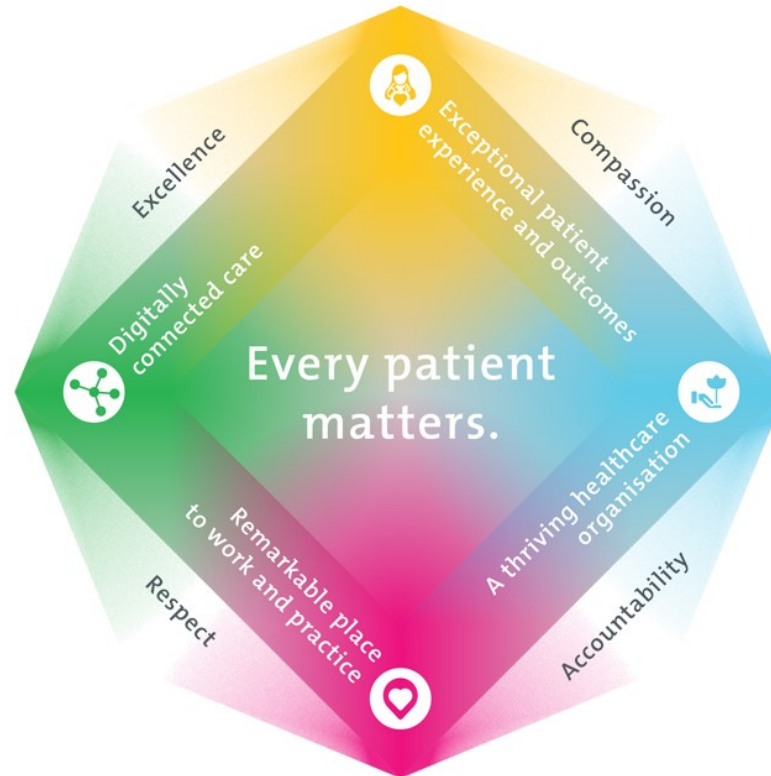 Excellence
Compassion
Exceptional patient
experience and outcomes
Digitally
connected care
Every patient
matters.
Remarkable place
to work and practice
A thriving healthcare
organisation
Respect
Accountability